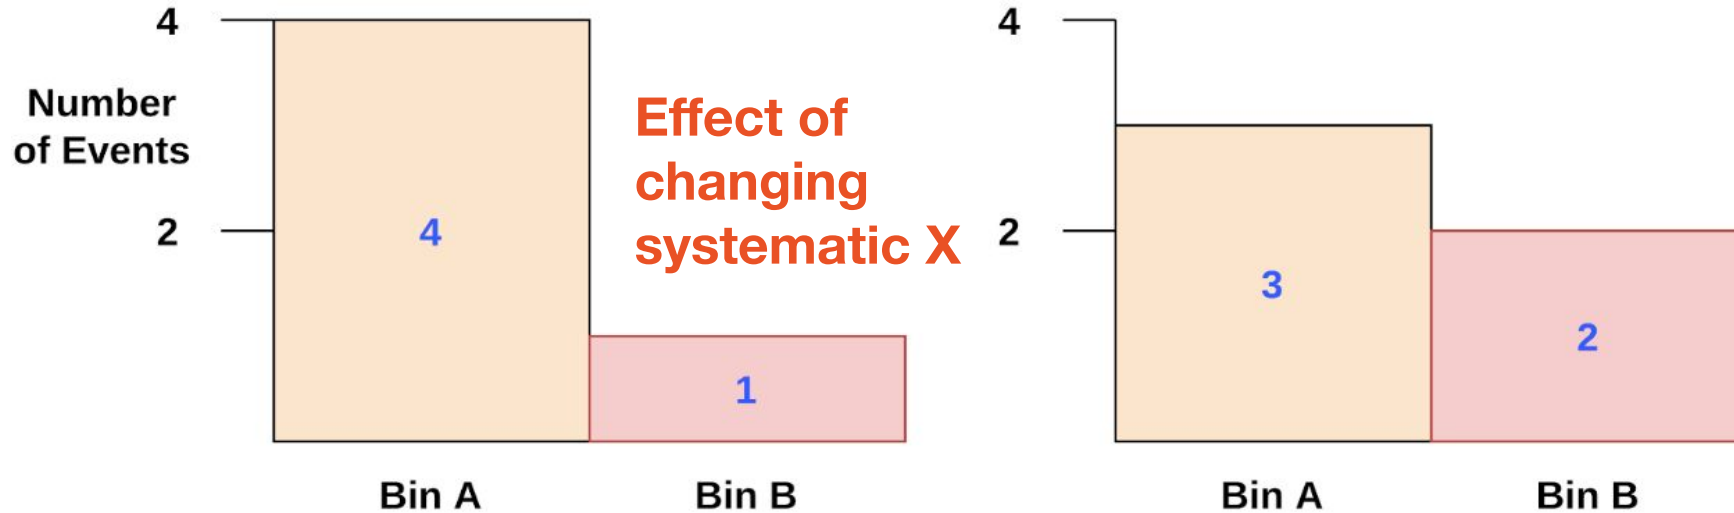 4
Number
of Events
2
4
1
Bin A
Bin B
Effect of
changing
systematic X
4
2
3
2
Bin A
Bin B